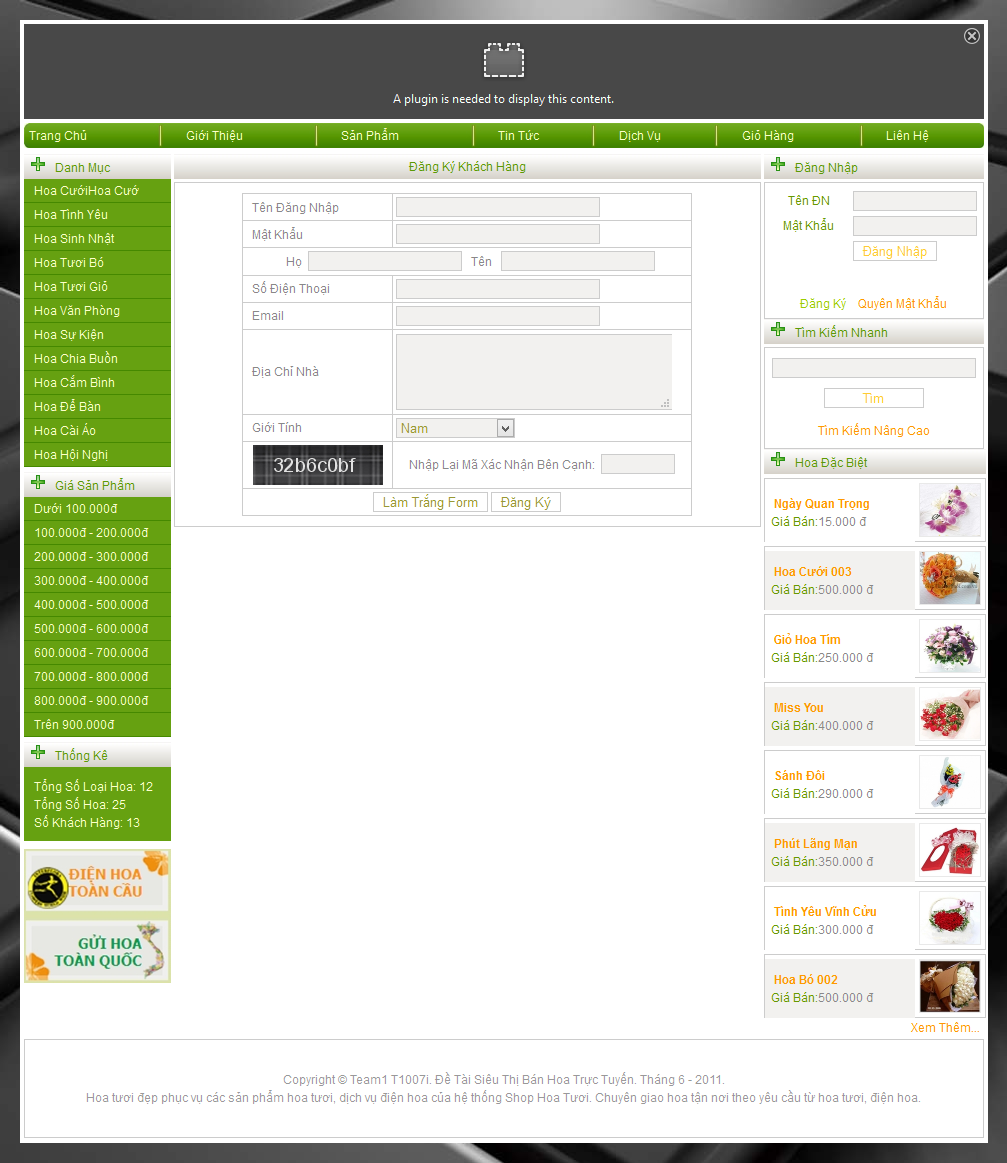 A plugin is needed to display this content.
Trang Chủ Giới Thiệu Sản Phẩm Tin Tức Dịch Vụ Giỏ Hàng Liên Hệ
Danh Mục
Hoa CướiHoa Cướ
Hoa Tình Yêu
Hoa Sinh Nhật
Hoa Tươi Bó
Hoa Tươi Giỏ
Hoa Văn Phòng
Hoa Sự Kiện
Hoa Chia Buồn
Hoa Cắm Bình
Hoa Để Bàn
Hoa Cài Áo
Hoa Hội Nghị
Giá Sản Phẩm
Dưới 100.000đ
100.000đ - 200.000đ
200.000đ - 300.000đ
300.000đ - 400.000đ
400.000đ - 500.000đ
500.000đ - 600.000đ
600.000đ - 700.000đ
700.000đ - 800.000đ
800.000đ - 900.000đ
Trên 900.000đ
Thống Kê
Tổng Số Loại Hoa: 12
Tổng Số Hoa: 25
Số Khách Hàng: 13
ĐIỆN HOA
TOÀN CẦU
GỬI HOA
TOÀN QUỐC
Đăng Ký Khách Hàng
Tên Đăng Nhập
Mật Khẩu
Họ Tên
Số Điện Thoại
Email
Địa Chỉ Nhà
Giới Tính Nam
32b6c0bf Nhập Lại Mã Xác Nhận Bên Cạnh:
Làm Trắng Form Đăng Ký
Đăng Nhập
Tên ĐN
Mật Khẩu
Đăng Nhập
Đăng Ký Quyên Mật Khẩu
Tìm Kiếm Nhanh
Tìm
Tìm Kiếm Nâng Cao
Hoa Đặc Biệt
Ngày Quan Trọng
Giá Bán:15.000 đ
Hoa Cưới 003
Giá Bán:500.000 đ
Giỏ Hoa Tím
Giá Bán:250.000 đ
Miss You
Giá Bán:400.000 đ
Sánh Đôi
Giá Bán:290.000 đ
Phút Lãng Mạn
Giá Bán:350.000 đ
Tình Yêu Vĩnh Cửu
Giá Bán:300.000 đ
Hoa Bó 002
Giá Bán:500.000 đ
Xem Thêm...
Copyright © Team1 T1007i. Đề Tài Siêu Thị Bán Hoa Trực Tuyến. Tháng 6 - 2011.
Hoa tươi đẹp phục vụ các sản phẩm hoa tươi, dịch vụ điện hoa của hệ thống Shop Hoa Tươi. Chuyên giao hoa tận nơi theo yêu cầu từ hoa tươi, điện hoa.